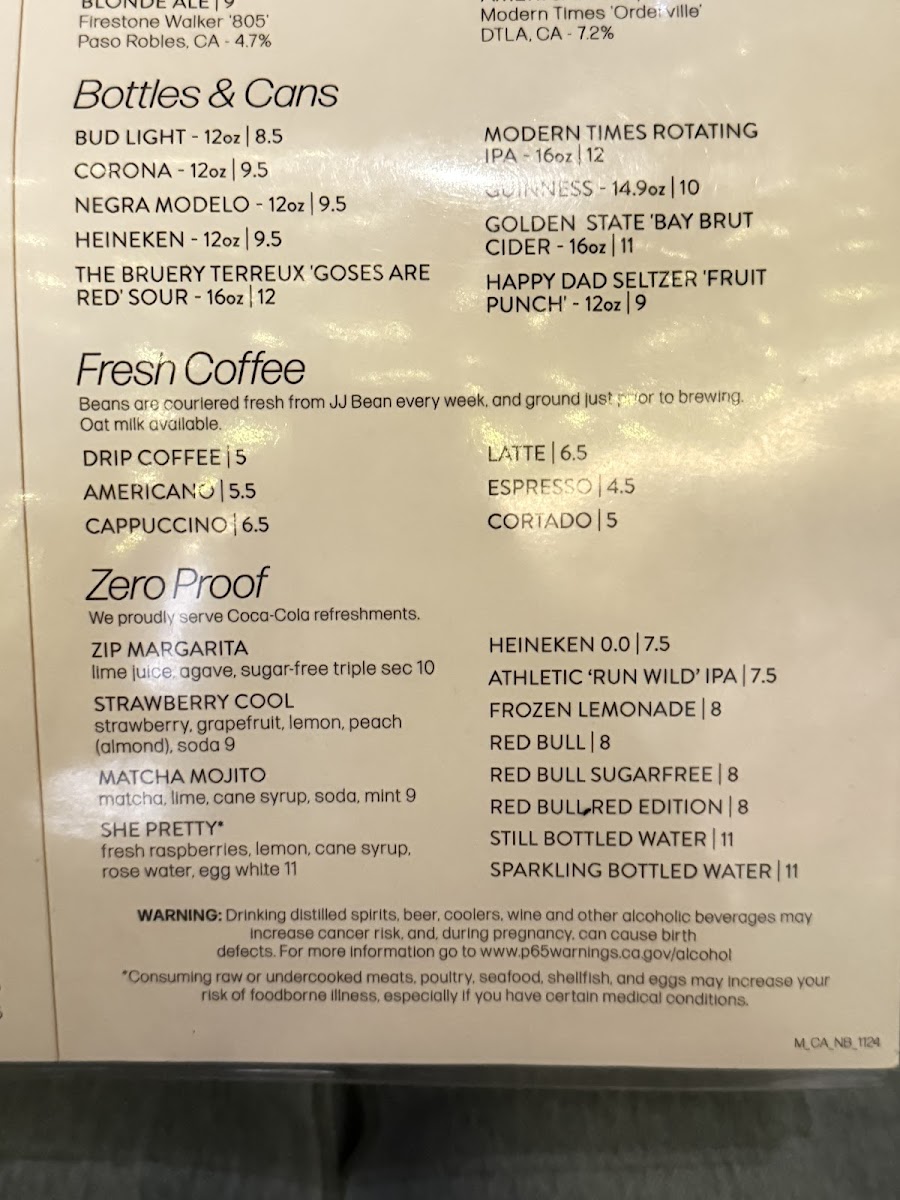 BLONDE ALE | 9
Firestone Walker '805'
Paso Robles, CA - 4.7%
Modern Times 'Orderville'
DTLA, CA - 7.2%
Bottles & Cans
BUD LIGHT - 12oz | 8.5
CORONA - 12oz | 9.5
NEGRA MODELO - 12oz | 9.5
HEINEKEN - 12oz | 9.5
THE BRUERY TERREUX 'GOSES ARE
RED' SOUR - 16oz | 12
MODERN TIMES ROTATING
IPA - 16oz | 12
GUINNESS - 14.9oz | 10
GOLDEN STATE 'BAY BRUT
CIDER - 16oz | 11
HAPPY DAD SELTZER 'FRUIT
PUNCH' - 12oz | 9
Fresh Coffee
Beans are couriered fresh from JJ Bean every week, and ground just prior to brewing.
Oat milk available.
DRIP COFFEE | 5
AMERICANO | 5.5
CAPPUCCINO | 6.5
LATTE | 6.5
ESPRESSO | 4.5
CORTADO | 5
Zero Proof
We proudly serve Coca-Cola refreshments.
ZIP MARGARITA
lime juice, agave, sugar-free triple sec 10
STRAWBERRY COOL
strawberry, grapefruit, lemon, peach
(almond), soda 9
MATCHA MOJITO
matcha, lime, cane syrup, soda, mint 9
SHE PRETTY*
fresh raspberries, lemon, cane syrup,
rose water, egg white 11
HEINEKEN 0.0 | 7.5
ATHLETIC 'RUN WILD' IPA | 7.5
FROZEN LEMONADE | 8
RED BULL | 8
RED BULL SUGARFREE | 8
RED BULL RED EDITION | 8
STILL BOTTLED WATER | 11
SPARKLING BOTTLED WATER | 11
WARNING: Drinking distilled spirits, beer, coolers, wine and other alcoholic beverages may
increase cancer risk, and, during pregnancy, can cause birth
defects. For more information go to www.p65warnings.ca.gov/alcohol
*Consuming raw or undercooked meats, poultry, seafood, shellfish, and eggs may increase your
risk of foodborne illness, especially if you have certain medical conditions.
M_CA_NB_1124